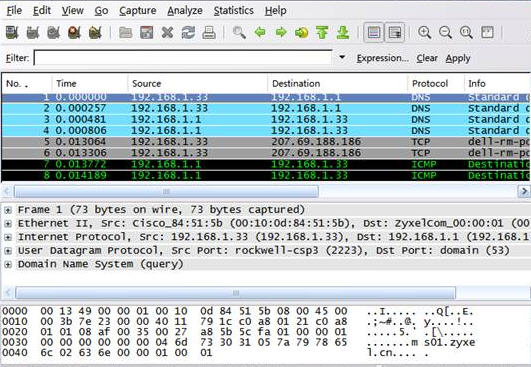 File Edit View Go Capture Analyze Statistics Help
Filter: Expression... Clear Apply
No. . Time Source Destination Protocol Info
1 0.000000 192.168.1.33 192.168.1.1 DNS Standard
2 0.000257 192.168.1.33 192.168.1.1 DNS Standard
3 0.000481 192.168.1.1 192.168.1.33 DNS Standard
4 0.000806 192.168.1.1 192.168.1.33 DNS Standard
5 0.013064 192.168.1.33 207.69.188.186 TCP dell-rm-po
6 0.013306 192.168.1.33 207.69.188.186 TCP dell-rm-po
7 0.013772 192.168.1.1 192.168.1.33 ICMP Destinatio
8 0.014189 192.168.1.1 192.168.1.33 ICMP Destinatio
Frame 1 (73 bytes on wire, 73 bytes captured)
Ethernet II, Src: Cisco_84:51:5b (00:10:0d:84:51:5b), Dst: ZyxelCom_00:00:01 (00
Internet Protocol, Src: 192.168.1.33 (192.168.1.33), Dst: 192.168.1.1 (192.168.1
User Datagram Protocol, Src Port: rockwell-csp3 (2223), Dst Port: domain (53)
Domain Name System (query)
0000 00 13 49 00 00 01 00 10 0d 84 51 5b 08 00 45 00 ..I..... ..Q[..E.
0010 00 3b 7e 23 00 00 40 11 79 1c c0 a8 01 21 c0 a8 .;~#..@. y....!..
0020 01 01 08 af 00 35 00 27 a8 5b 5c fa 01 00 00 01 .....5.' .[\.....
0030 00 00 00 00 00 00 04 6d 73 30 31 05 7a 79 78 65 .......m s01.zyxe
0040 6c 02 63 6e 00 00 01 00 01 l.cn.... .